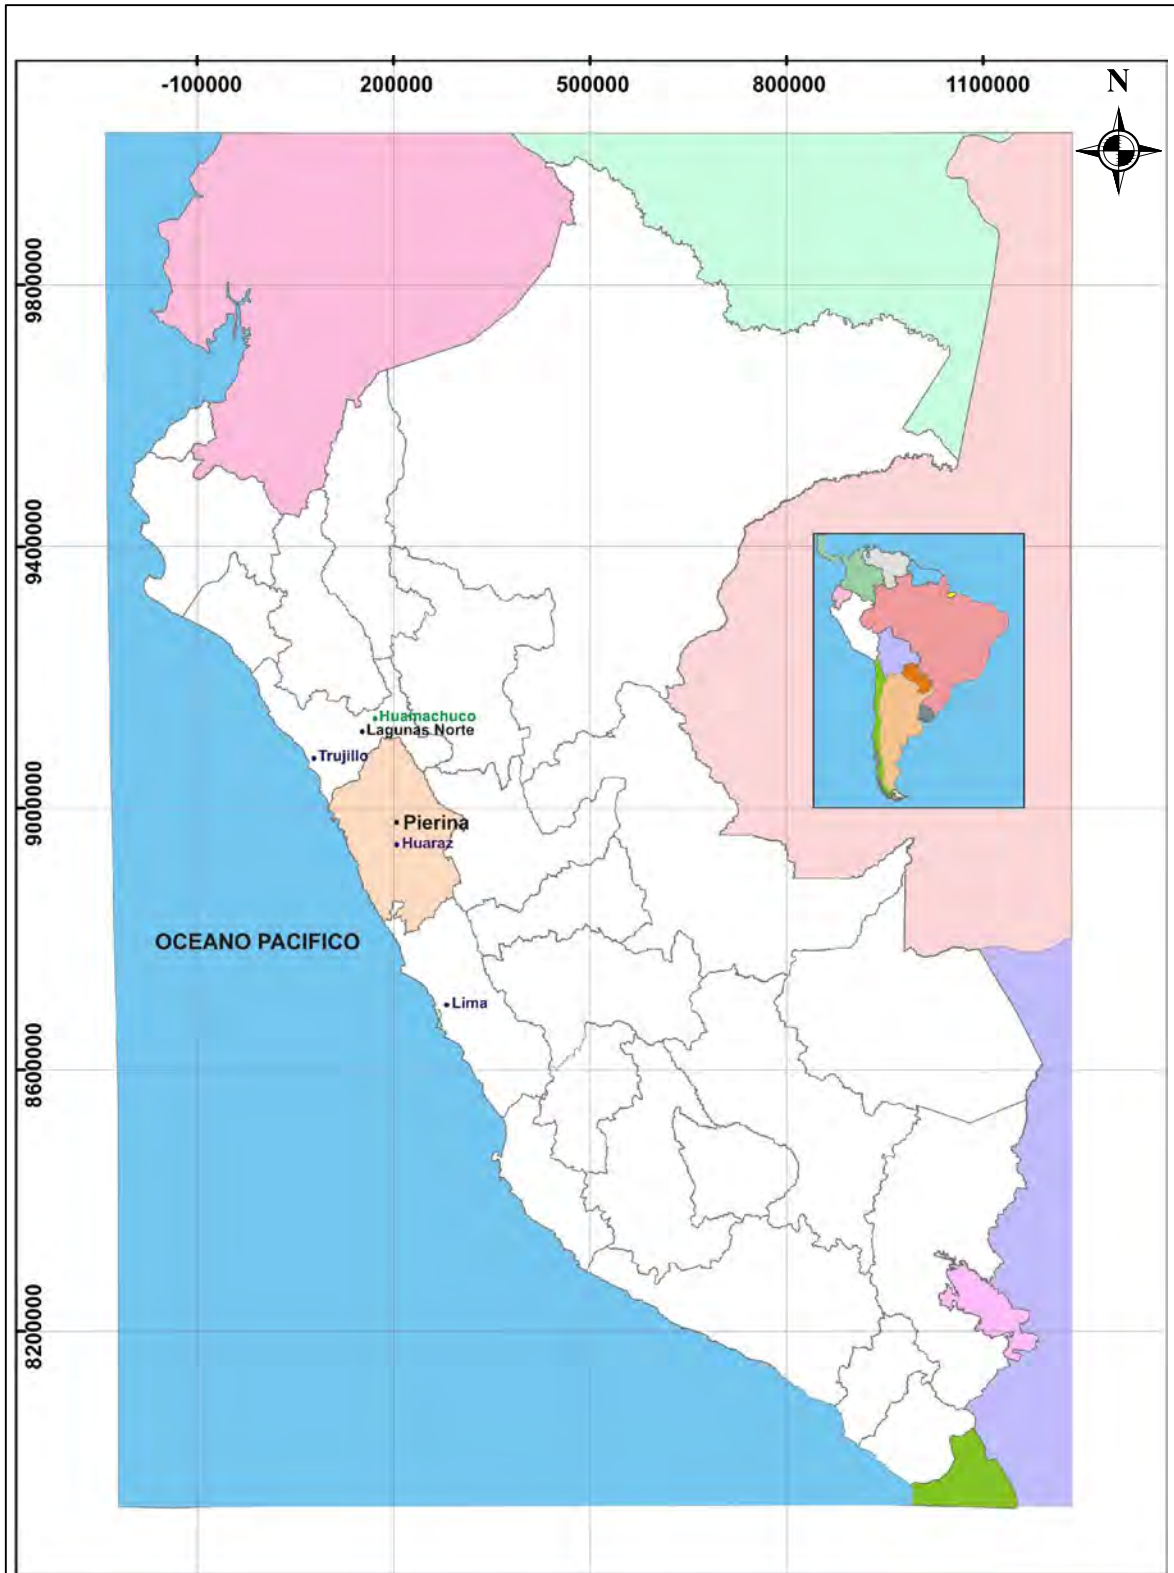 N
-100000 200000 500000 800000 1100000
9800000
9400000
Huamachuco
Lagunas Norte
Trujillo
9000000
Pierina
Huaraz
OCEANO PACIFICO
Lima
8600000
8200000